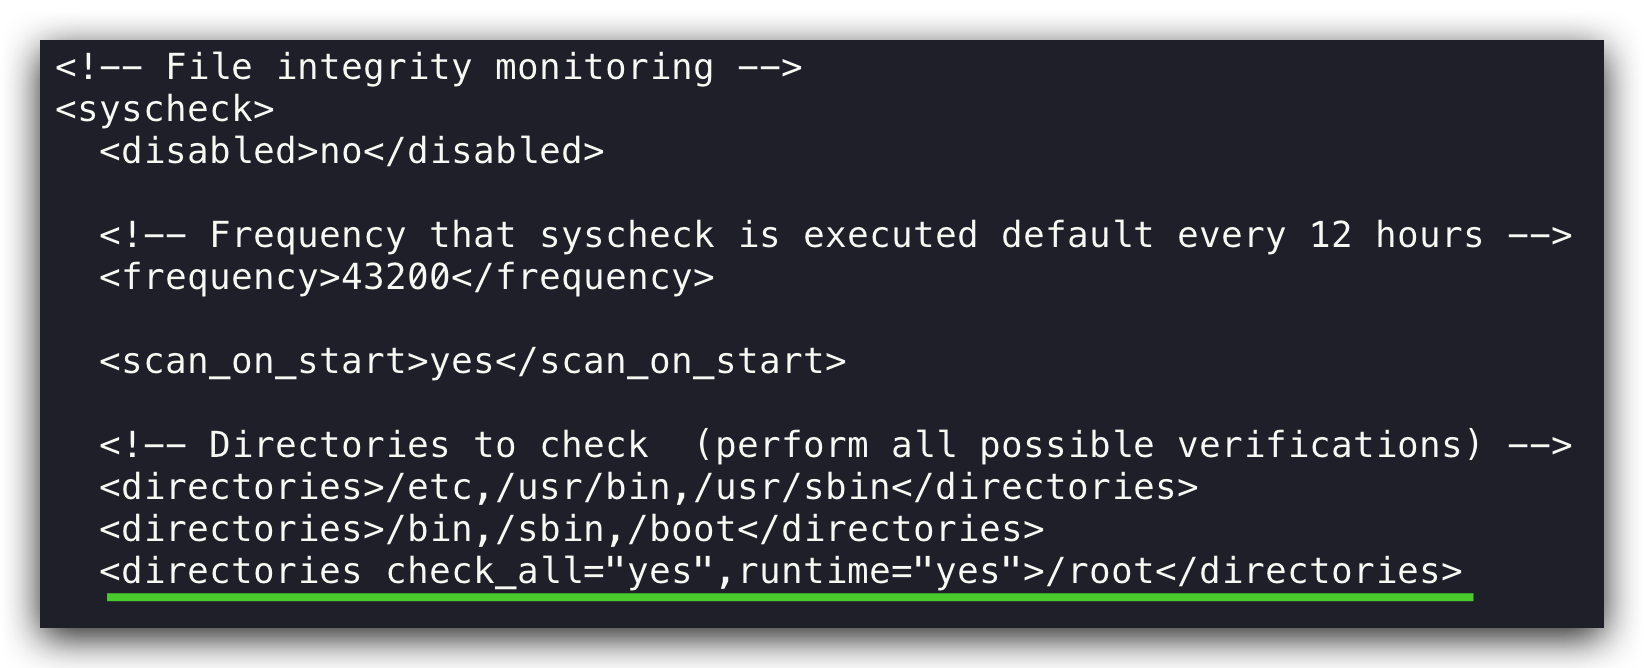 <!-- File integrity monitoring -->
<syscheck>
  <disabled>no</disabled>

  <!-- Frequency that syscheck is executed default every 12 hours -->
  <frequency>43200</frequency>

  <scan_on_start>yes</scan_on_start>

  <!-- Directories to check  (perform all possible verifications) -->
  <directories>/etc,/usr/bin,/usr/sbin</directories>
  <directories>/bin,/sbin,/boot</directories>
  <directories check_all="yes",runtime="yes">/root</directories>